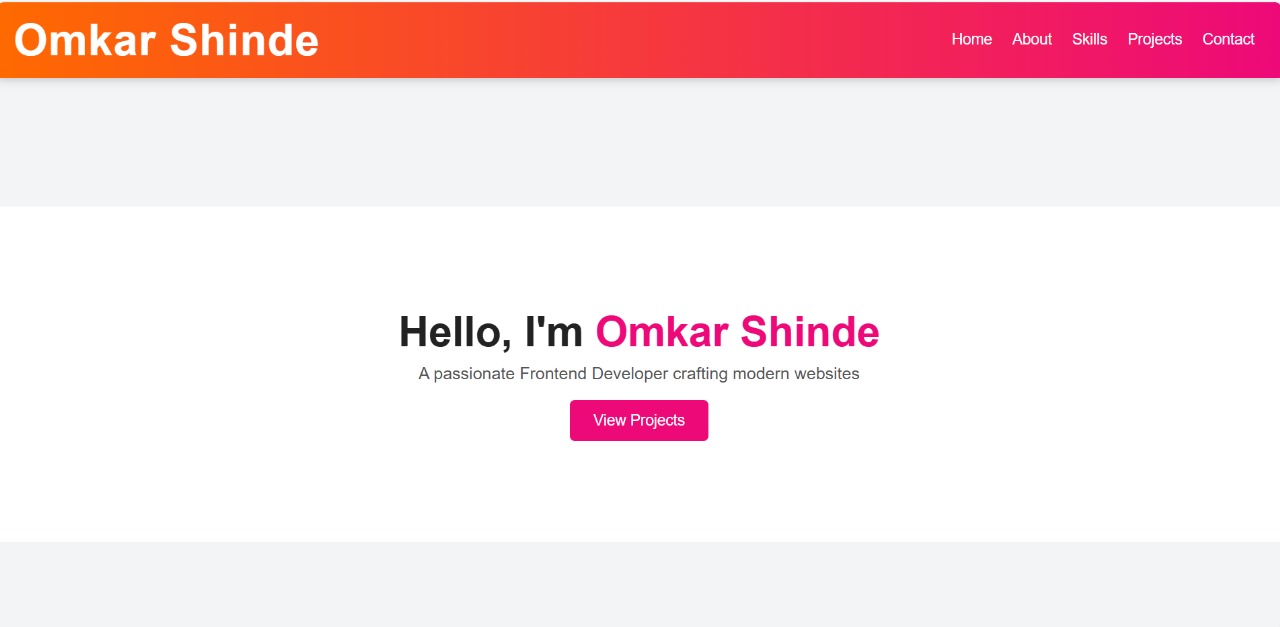 Omkar Shinde
Home About Skills Projects Contact
Hello, I'm Omkar Shinde
A passionate Frontend Developer crafting modern websites
View Projects